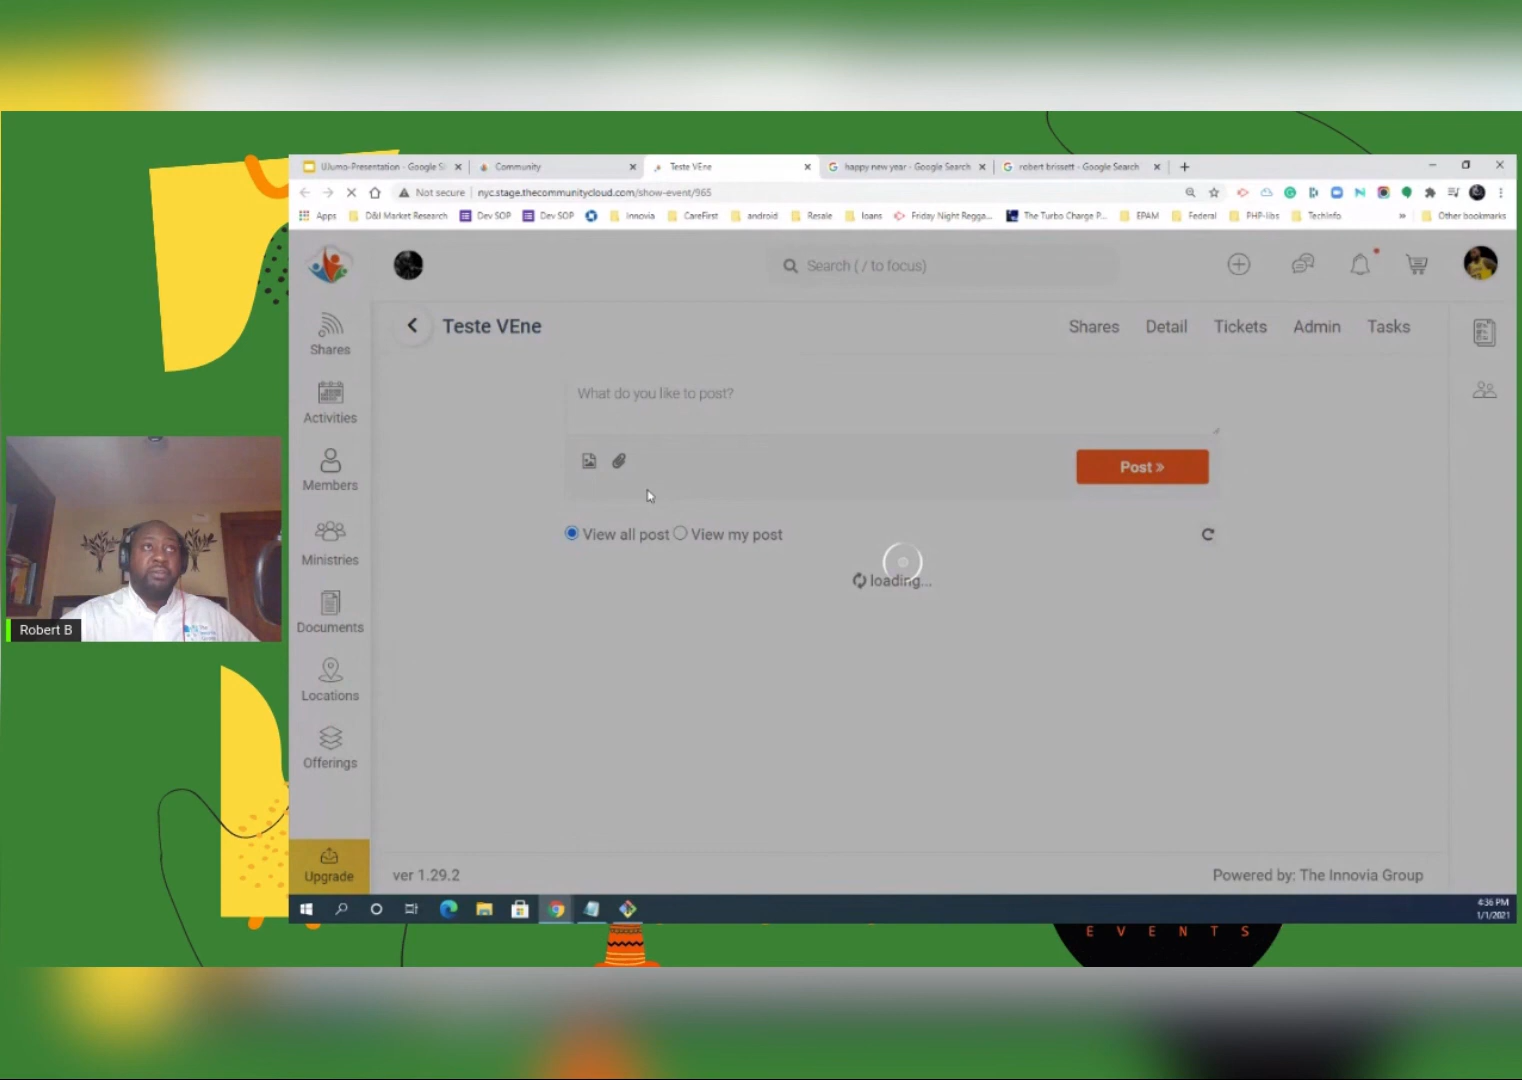 Community
Teste VEne
happy new year - Google Search
robert brissett - Google Search
Not secure
nyc.stage.thecommunitycloud.com/show-event/965
Apps
D&I Market Research
Dev SOP
Dev SOP
Innovia
CareFirst
android
Resale
loans
Friday Night Regga...
The Turbo Charge P...
EPAM
Federal
PHP-libs
TechInfo
»
Other bookmarks
Search ( / to focus)
Teste VEne
Shares
Detail
Tickets
Admin
Tasks
Shares
Activities
Members
Ministries
Documents
Locations
Offerings
Upgrade
What do you like to post?
Post »
View all post
View my post
loading...
Robert B
ver 1.29.2
Powered by: The Innovia Group
4:36 PM
1/1/2021
EVENTS